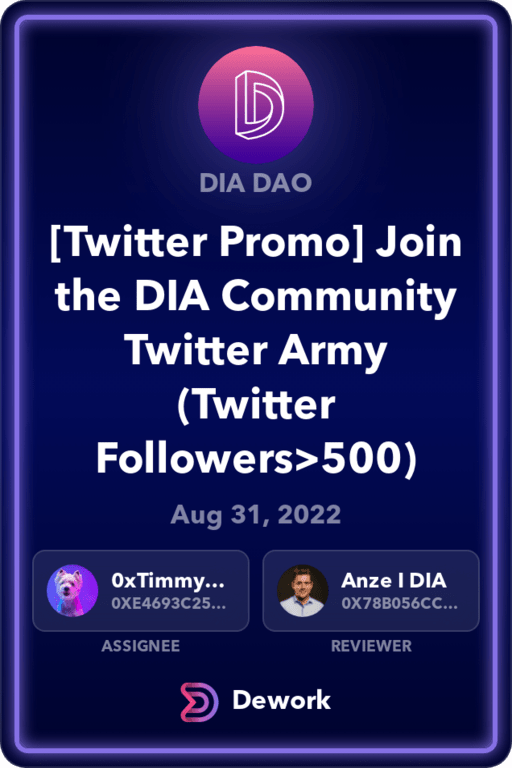 DIA DAO
[Twitter Promo] Join
the DIA Community
Twitter Army
(Twitter
Followers>500)
Aug 31, 2022
0xTimmy...
0XE4693C25...
Anze I DIA
0X78B056CC...
ASSIGNEE
REVIEWER
Dework